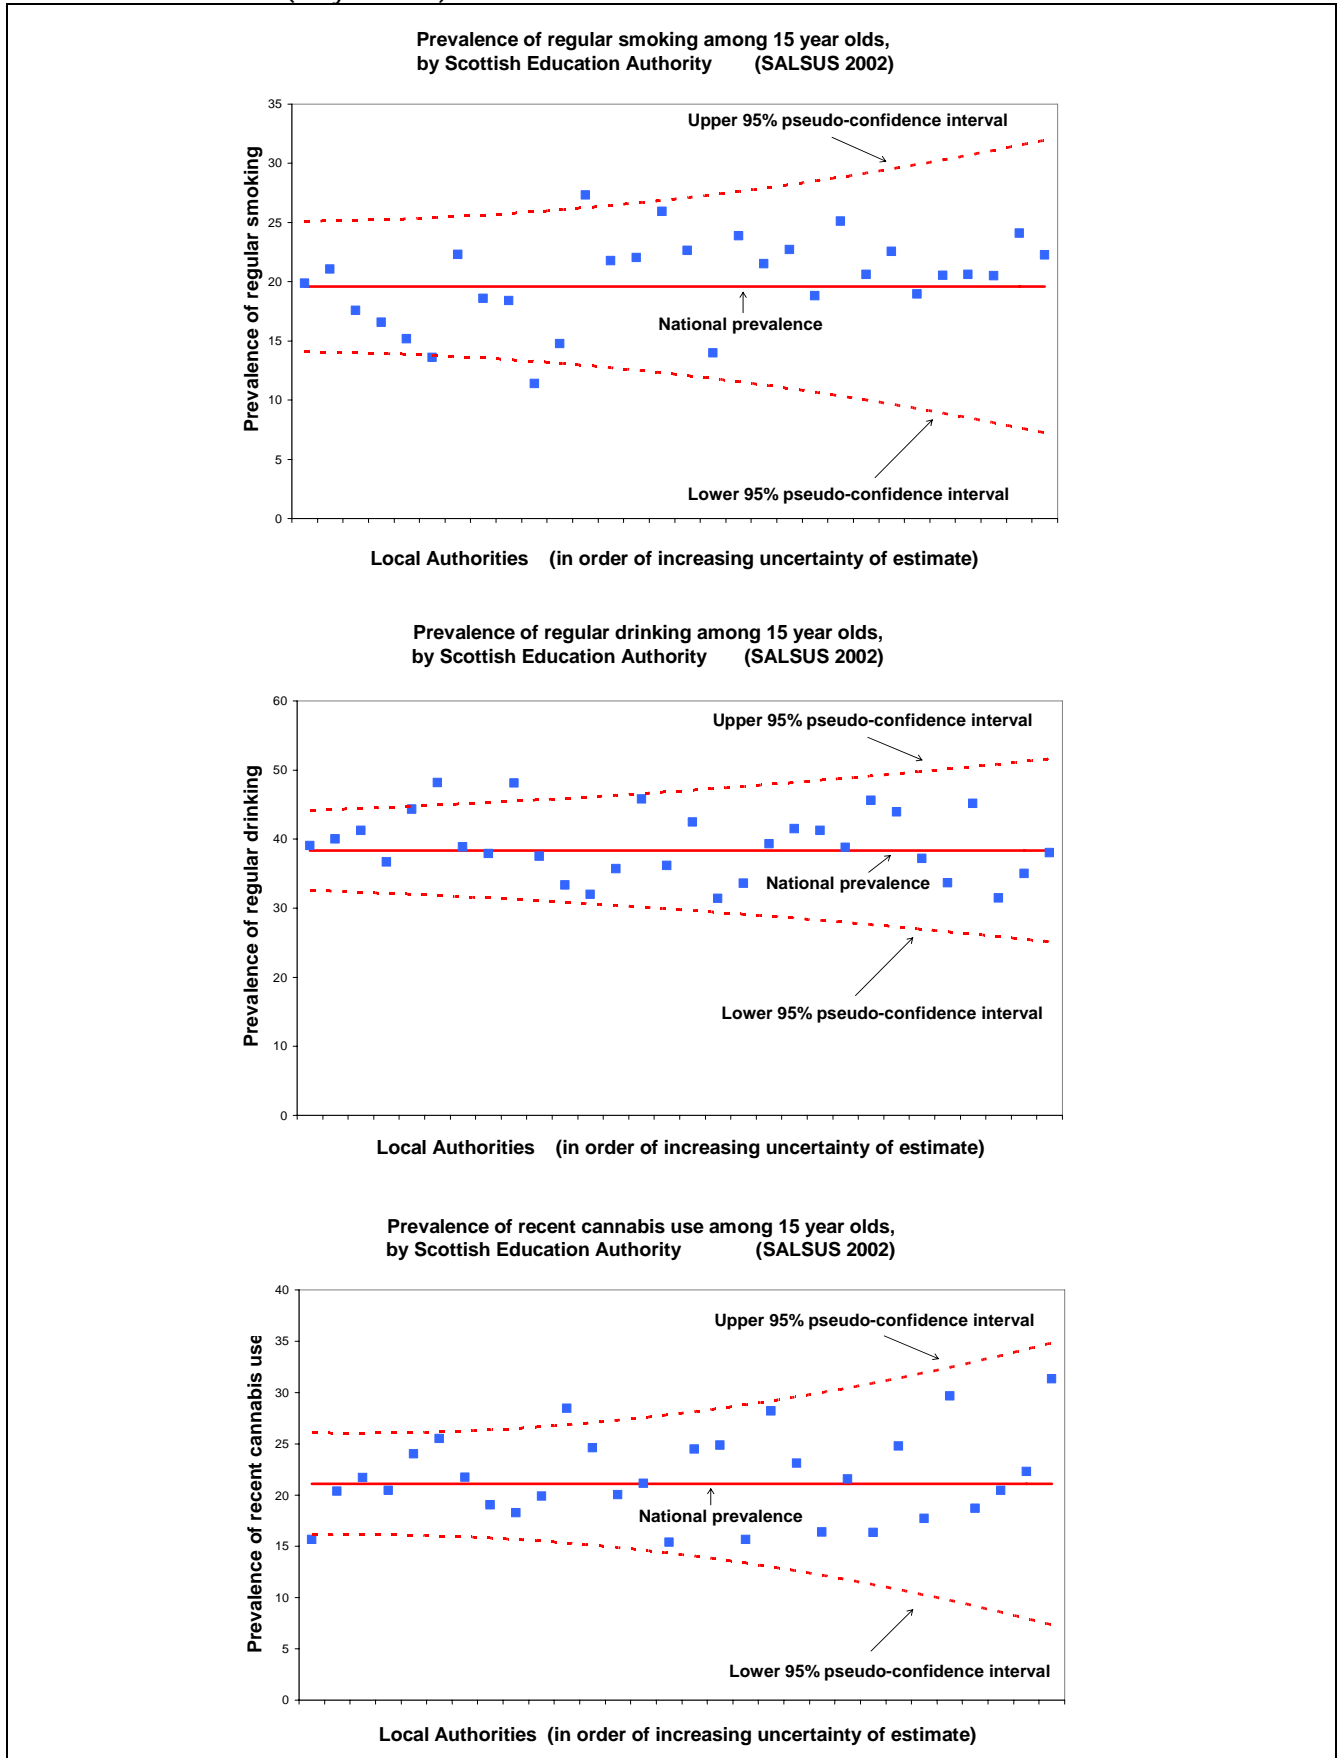 Prevalence of regular smoking among 15 year olds,
by Scottish Education Authority (SALSUS 2002)
35
30
25
20
15
10
5
0
Prevalence of regular smoking
Upper 95% pseudo-confidence interval
National prevalence
Lower 95% pseudo-confidence interval
Local Authorities (in order of increasing uncertainty of estimate)
Prevalence of regular drinking among 15 year olds,
by Scottish Education Authority (SALSUS 2002)
60
50
40
30
20
10
0
Prevalence of regular drinking
Upper 95% pseudo-confidence interval
National prevalence
Lower 95% pseudo-confidence interval
Local Authorities (in order of increasing uncertainty of estimate)
Prevalence of recent cannabis use among 15 year olds,
by Scottish Education Authority (SALSUS 2002)
40
35
30
25
20
15
10
5
0
Prevalence of recent cannabis use
Upper 95% pseudo-confidence interval
National prevalence
Lower 95% pseudo-confidence interval
Local Authorities (in order of increasing uncertainty of estimate)